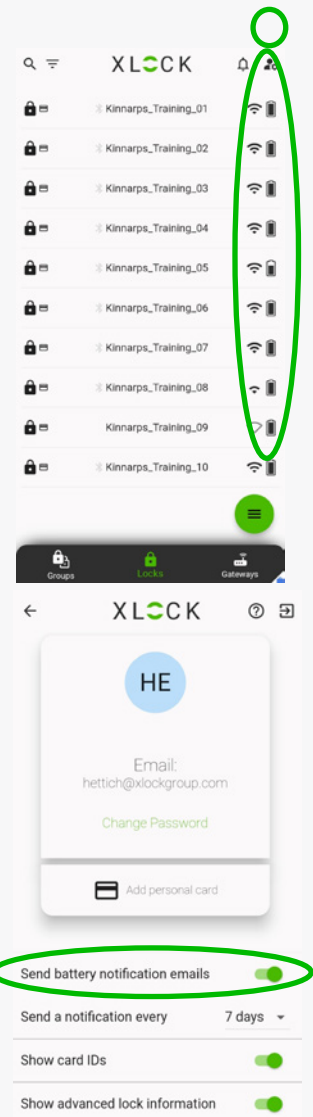 XLOCK
Kinnarps_Training_01
Kinnarps_Training_02
Kinnarps_Training_03
Kinnarps_Training_04
Kinnarps_Training_05
Kinnarps_Training_06
Kinnarps_Training_07
Kinnarps_Training_08
Kinnarps_Training_09
Kinnarps_Training_10
Groups Locks Gateways
XLOCK
HE
Email:
hettich@xlockgroup.com
Change Password
Add personal card
Send battery notification emails
Send a notification every 7 days
Show card IDs
Show advanced lock information